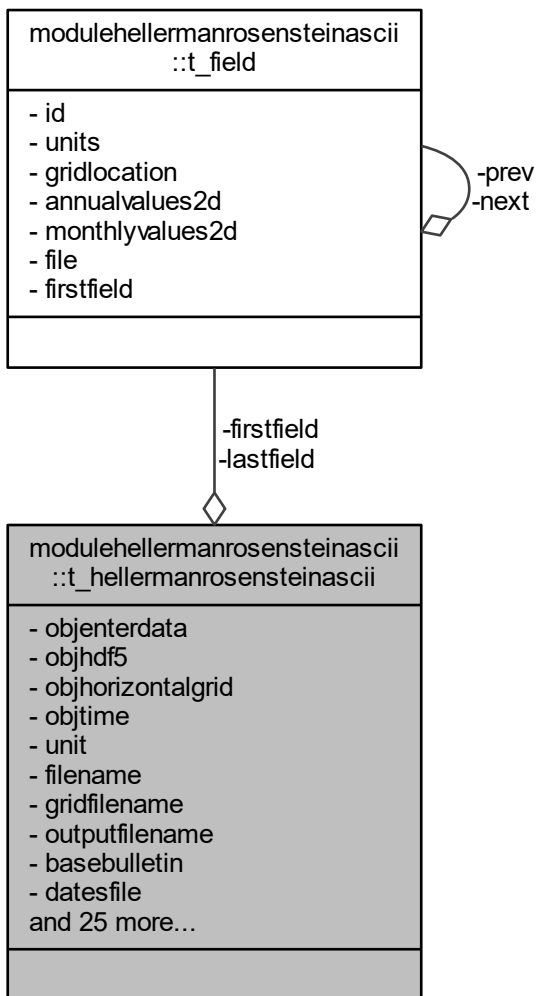 modulehellermanrosensteinascii
::t_field
- id
- units
- gridlocation
- annualvalues2d
- monthlyvalues2d
- file
- firstfield
-prev
-next
-firstfield
-lastfield
modulehellermanrosensteinascii
::t_hellermanrosensteinascii
- objenterdata
- objhdf5
- objhorizontalgrid
- objtime
- unit
- filename
- gridfilename
- outputfilename
- basebulletin
- datesfile
and 25 more...